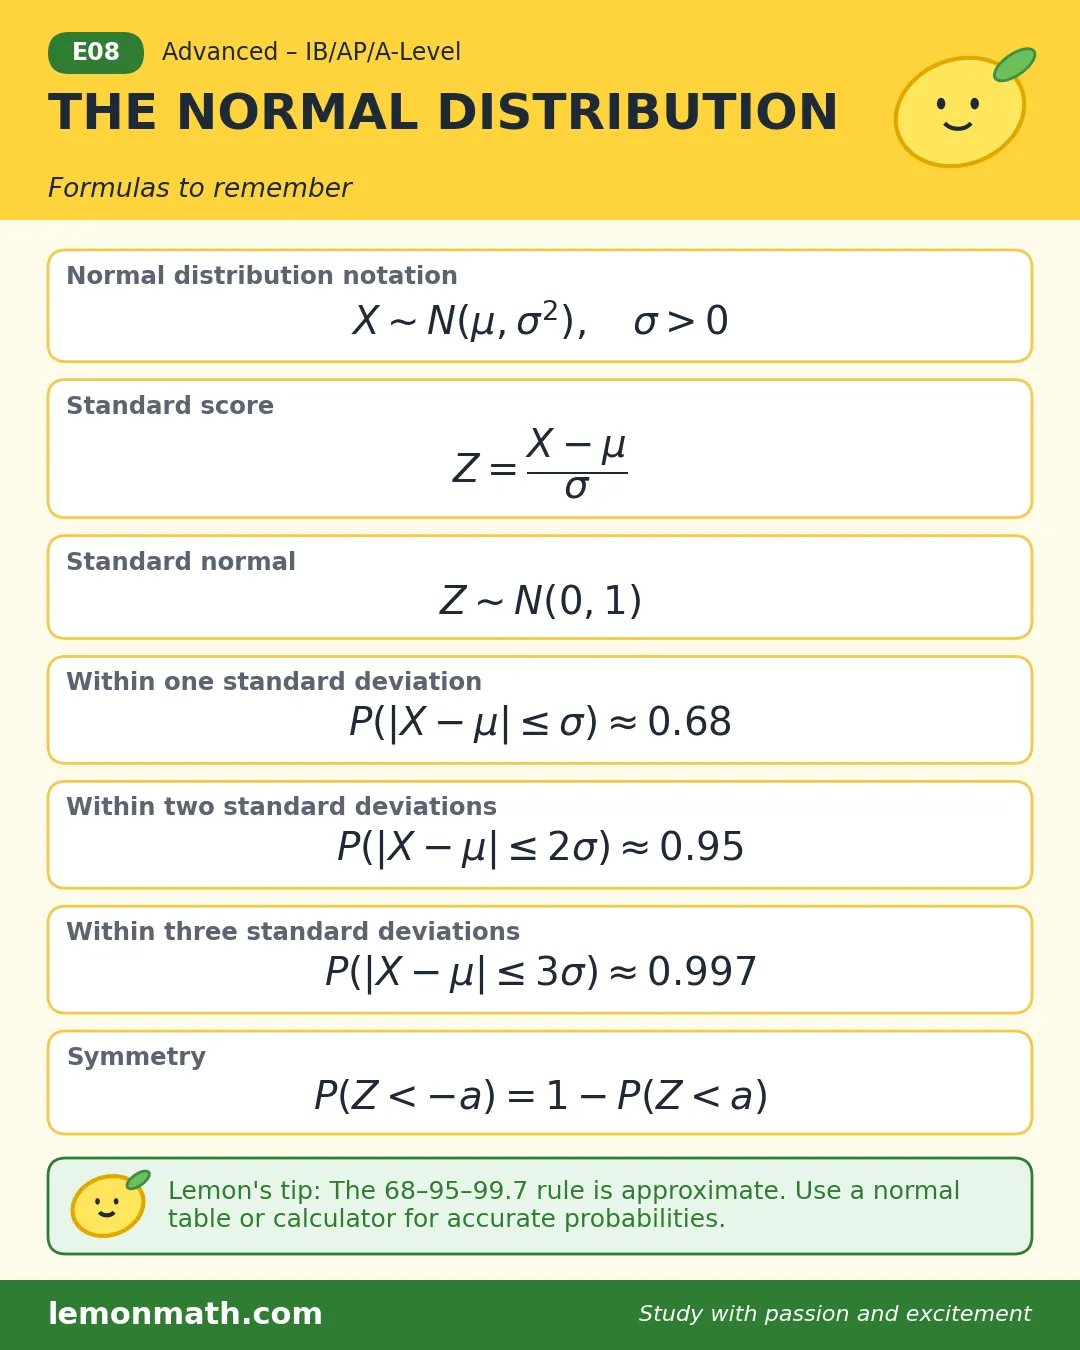 E08 Advanced – IB/AP/A-Level
THE NORMAL DISTRIBUTION
Formulas to remember
Normal distribution notation
X ~ N(μ, σ²), σ > 0
Standard score
Z = (X − μ)/σ
Standard normal
Z ~ N(0, 1)
Within one standard deviation
P(|X − μ| ≤ σ) ≈ 0.68
Within two standard deviations
P(|X − μ| ≤ 2σ) ≈ 0.95
Within three standard deviations
P(|X − μ| ≤ 3σ) ≈ 0.997
Symmetry
P(Z < −a) = 1 − P(Z < a)
Lemon's tip: The 68–95–99.7 rule is approximate. Use a normal
table or calculator for accurate probabilities.
lemonmath.com
Study with passion and excitement